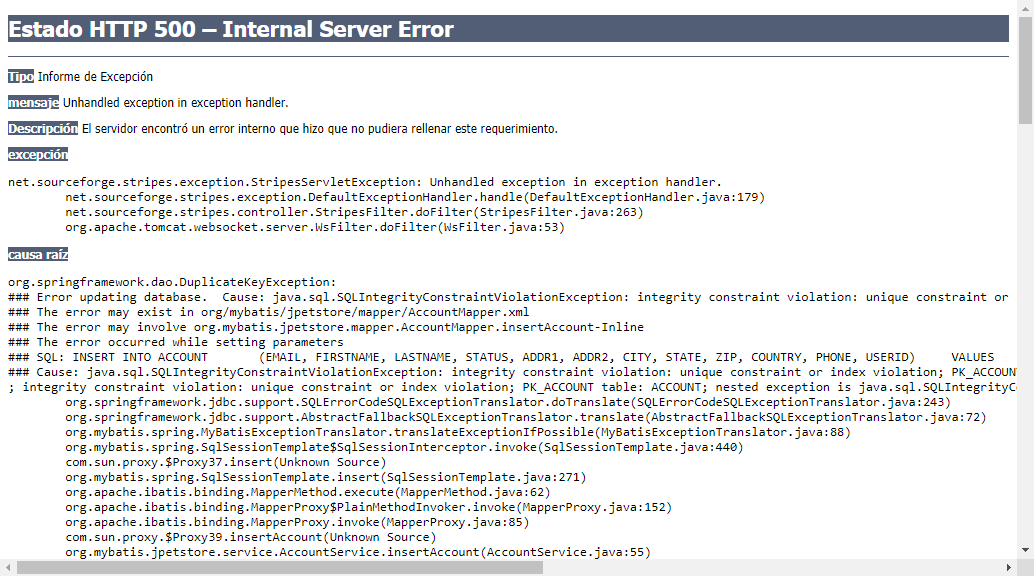 Estado HTTP 500 – Internal Server Error
Tipo Informe de Excepción
mensaje Unhandled exception in exception handler.
Descripción El servidor encontró un error interno que hizo que no pudiera rellenar este requerimiento.
excepción
net.sourceforge.stripes.exception.StripesServletException: Unhandled exception in exception handler.
net.sourceforge.stripes.exception.DefaultExceptionHandler.handle(DefaultExceptionHandler.java:179)
net.sourceforge.stripes.controller.StripesFilter.doFilter(StripesFilter.java:263)
org.apache.tomcat.websocket.server.WsFilter.doFilter(WsFilter.java:53)
causa raíz
org.springframework.dao.DuplicateKeyException:
### Error updating database.  Cause: java.sql.SQLIntegrityConstraintViolationException: integrity constraint violation: unique constraint or
### The error may exist in org/mybatis/jpetstore/mapper/AccountMapper.xml
### The error may involve org.mybatis.jpetstore.mapper.AccountMapper.insertAccount-Inline
### The error occurred while setting parameters
### SQL: INSERT INTO ACCOUNT       (EMAIL, FIRSTNAME, LASTNAME, STATUS, ADDR1, ADDR2, CITY, STATE, ZIP, COUNTRY, PHONE, USERID)     VALUES
### Cause: java.sql.SQLIntegrityConstraintViolationException: integrity constraint violation: unique constraint or index violation; PK_ACCOUN
; integrity constraint violation: unique constraint or index violation; PK_ACCOUNT table: ACCOUNT; nested exception is java.sql.SQLIntegrityC
org.springframework.jdbc.support.SQLErrorCodeSQLExceptionTranslator.doTranslate(SQLErrorCodeSQLExceptionTranslator.java:243)
org.springframework.jdbc.support.AbstractFallbackSQLExceptionTranslator.translate(AbstractFallbackSQLExceptionTranslator.java:72)
org.mybatis.spring.MyBatisExceptionTranslator.translateExceptionIfPossible(MyBatisExceptionTranslator.java:88)
org.mybatis.spring.SqlSessionTemplate$SqlSessionInterceptor.invoke(SqlSessionTemplate.java:440)
com.sun.proxy.$Proxy37.insert(Unknown Source)
org.mybatis.spring.SqlSessionTemplate.insert(SqlSessionTemplate.java:271)
org.apache.ibatis.binding.MapperMethod.execute(MapperMethod.java:62)
org.apache.ibatis.binding.MapperProxy$PlainMethodInvoker.invoke(MapperProxy.java:152)
org.apache.ibatis.binding.MapperProxy.invoke(MapperProxy.java:85)
com.sun.proxy.$Proxy39.insertAccount(Unknown Source)
org.mybatis.jpetstore.service.AccountService.insertAccount(AccountService.java:55)